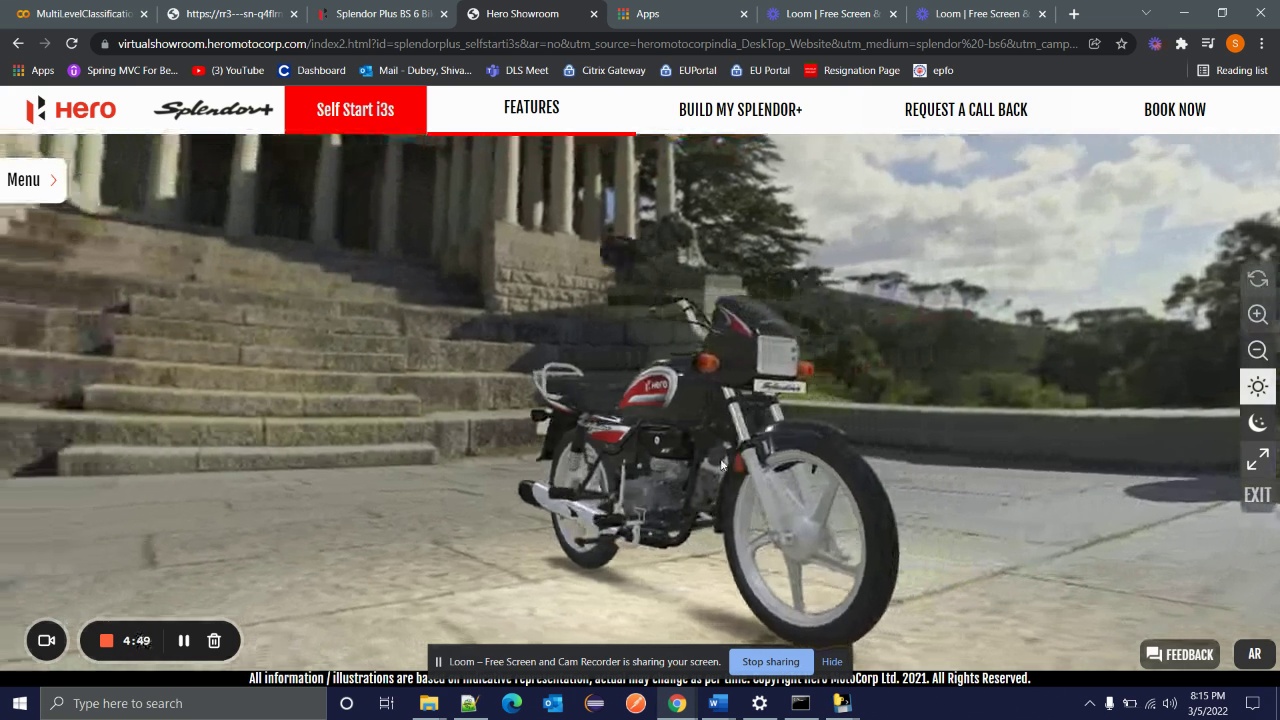 MultiLevelClassificatio
https://rr3---sn-q4flrn
Splendor Plus BS 6 Bik
Hero Showroom
Apps
Loom | Free Screen &
Loom | Free Screen &
virtualshowroom.heromotocorp.com/index2.html?id=splendorplus_selfstarti3s&at=no&utm_source=heromotocorpindia_DeskTop_Website&utm_medium=splendor%20-bs6&utm_camp...
S
Apps
Spring MVC For Be...
(3) YouTube
Dashboard
Mail - Dubey, Shiva...
DLS Meet
Citrix Gateway
EUPortal
EU Portal
Resignation Page
epfo
Reading list
Hero
Splendor+
Self Start i3s
FEATURES
BUILD MY SPLENDOR+
REQUEST A CALL BACK
BOOK NOW
Menu
Hero
Splendor+
EXIT
4:49
Loom – Free Screen and Cam Recorder is sharing your screen.
Stop sharing
Hide
FEEDBACK
AR
All information / illustrations are based on indicative representation, actual may change as per time. Copyright Hero MotoCorp Ltd. 2021. All Rights Reserved.
Type here to search
8:15 PM
3/5/2022